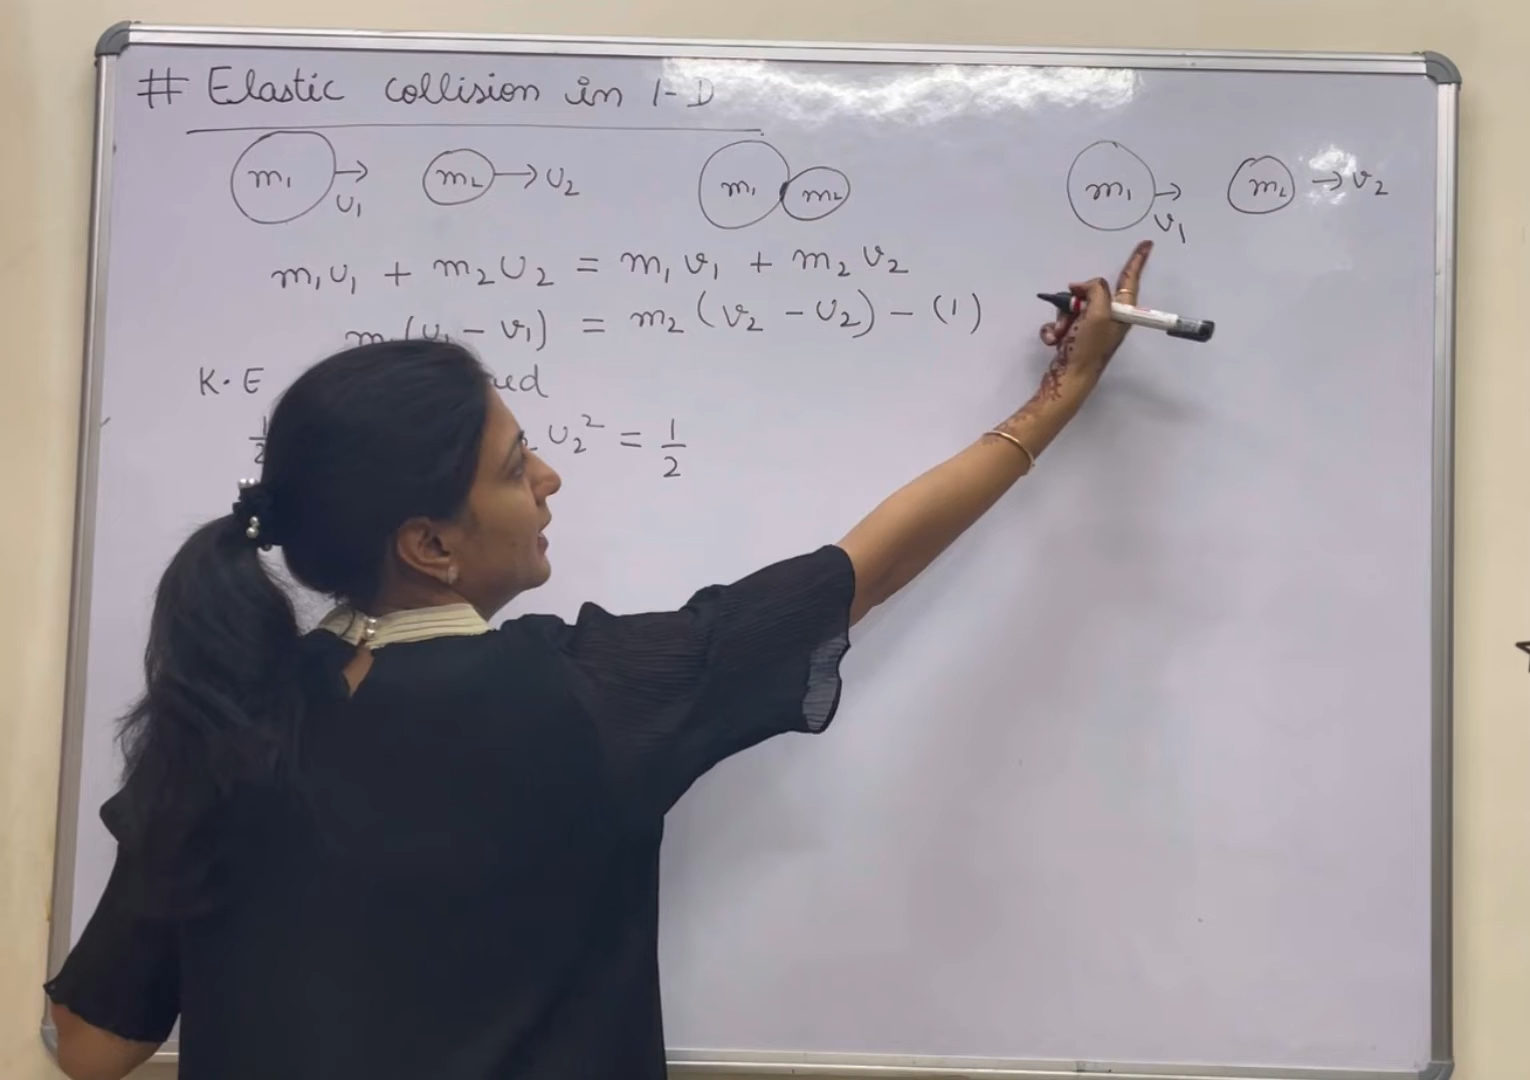 # Elastic collision in 1-D
m₁ → U₁ m₂ → U₂ m₁ m₂ m₁ → v₁ m₂ → v₂
m₁U₁ + m₂U₂ = m₁v₁ + m₂v₂
(U₁ - v₁) = m₂(v₂ - U₂) - (1)
K.E
U₂² = 1/2